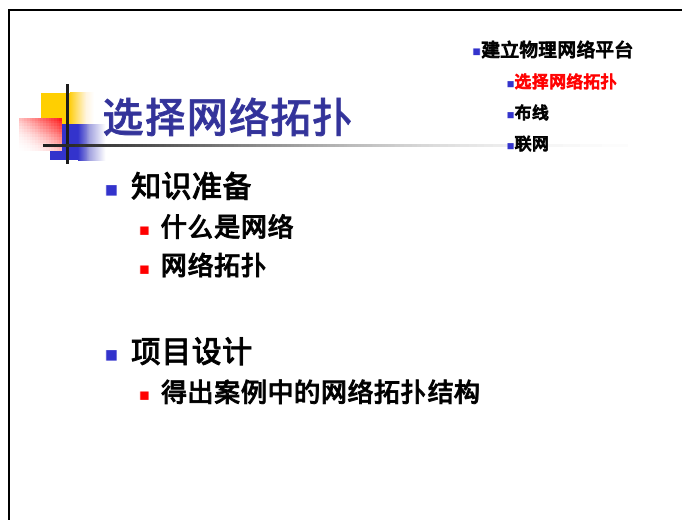 建立物理网络平台
选择网络拓扑
布线
联网
选择网络拓扑
知识准备
什么是网络
网络拓扑
项目设计
得出案例中的网络拓扑结构